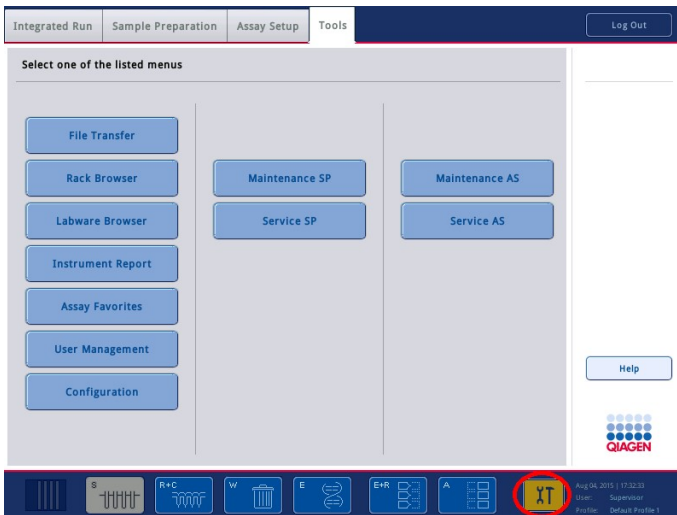 Integrated Run
Sample Preparation
Assay Setup
Tools
Log Out
Select one of the listed menus
File Transfer
Rack Browser
Maintenance SP
Maintenance AS
Labware Browser
Service SP
Service AS
Instrument Report
Assay Favorites
User Management
Configuration
Help
QIAGEN
S
R+C
W
E
E+R
A
Aug 04, 2015 | 17:32:33
User: Supervisor
Profile: Default Profile 1